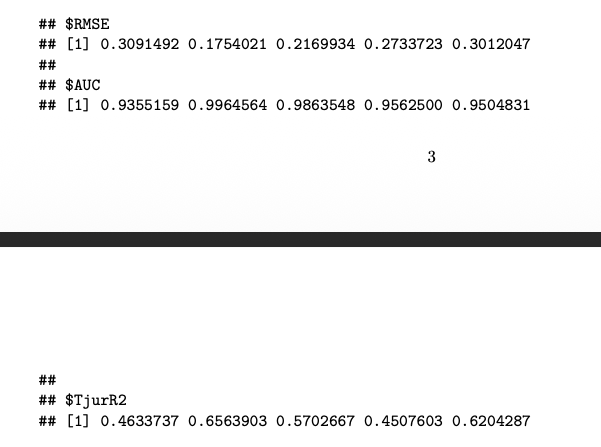 ## $RMSE
## [1] 0.3091492 0.1754021 0.2169934 0.2733723 0.3012047
##
## $AUC
## [1] 0.9355159 0.9964564 0.9863548 0.9562500 0.9504831
3
##
## $TjurR2
## [1] 0.4633737 0.6563903 0.5702667 0.4507603 0.6204287